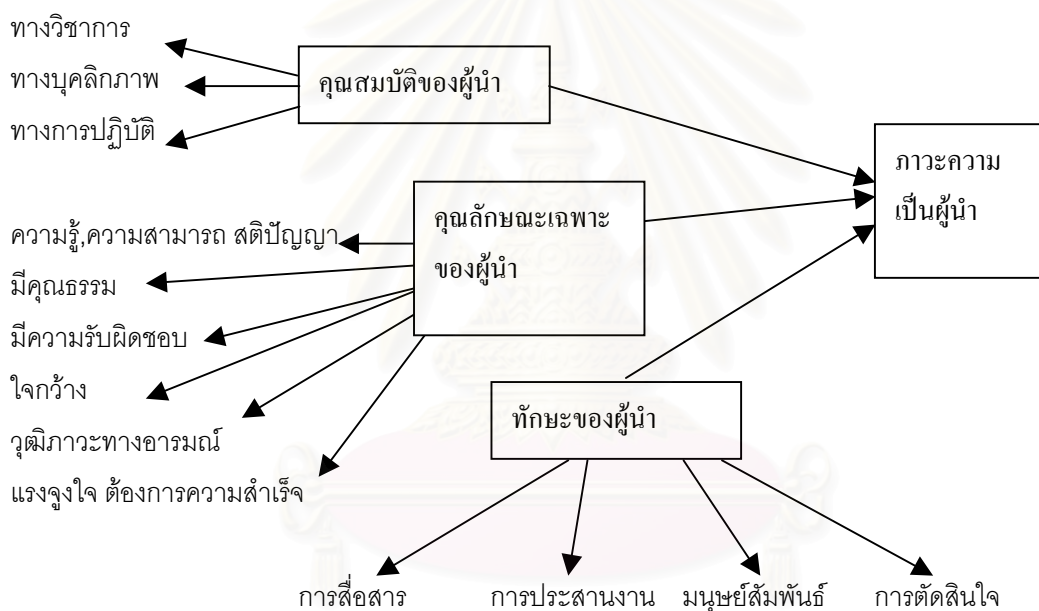 ทางวิชาการ
ทางบุคลิกภาพ
ทางการปฏิบัติ
คุณสมบัติของผู้นำ
ภาวะความ
เป็นผู้นำ
คุณลักษณะเฉพาะ
ของผู้นำ
ความรู้,ความสามารถ สติปัญญา
มีคุณธรรม
มีความรับผิดชอบ
ใจกว้าง
วุฒิภาวะทางอารมณ์
แรงจูงใจ ต้องการความสำเร็จ
ทักษะของผู้นำ
การสื่อสาร การประสานงาน มนุษย์สัมพันธ์ การตัดสินใจ